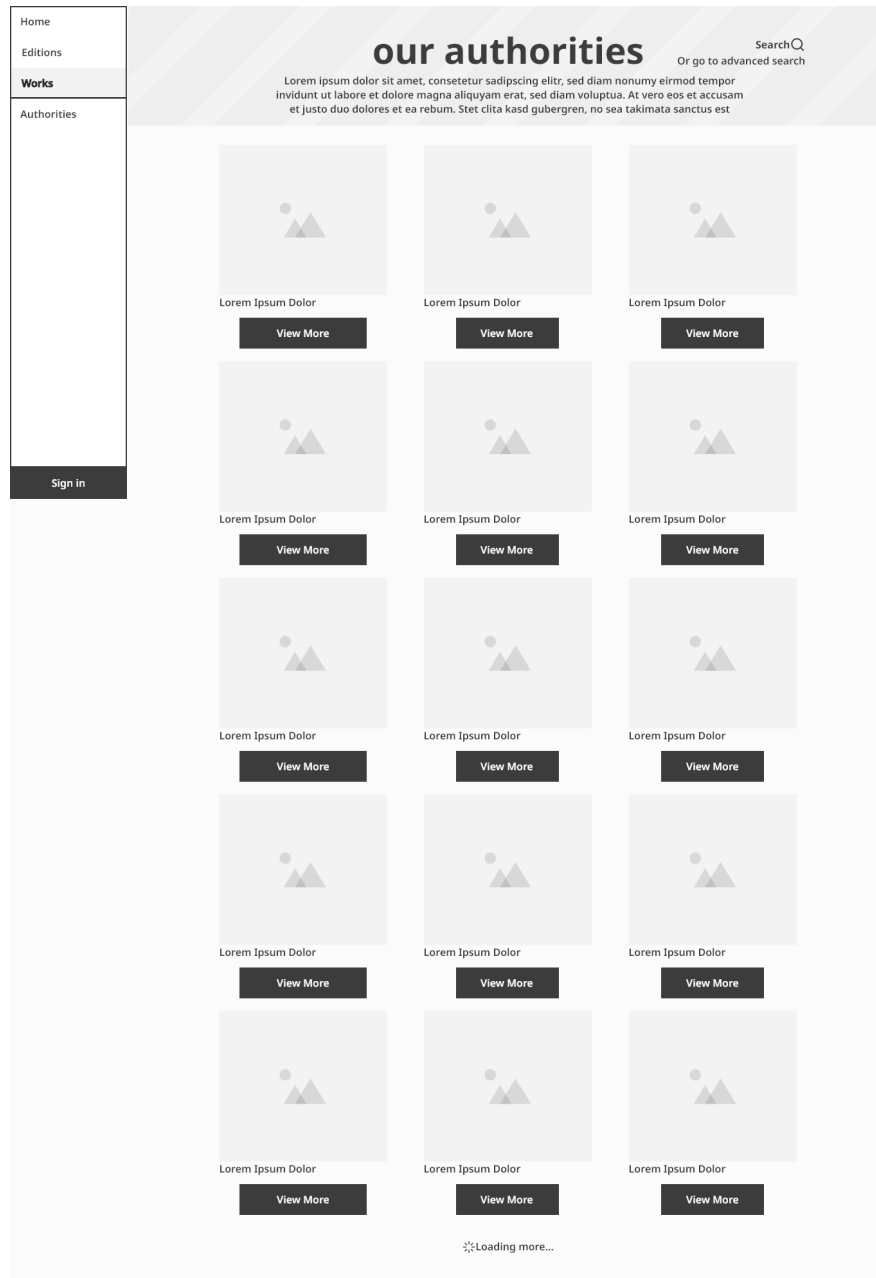 Home
Editions
Works
Authorities
Sign in
our authorities
Search
Or go to advanced search
Lorem ipsum dolor sit amet, consetetur sadipscing elitr, sed diam nonumy eirmod tempor
invidunt ut labore et dolore magna aliquyam erat, sed diam voluptua. At vero eos et accusam
et justo duo dolores et ea rebum. Stet clita kasd gubergren, no sea takimata sanctus est
Lorem Ipsum Dolor
Lorem Ipsum Dolor
Lorem Ipsum Dolor
View More
View More
View More
Lorem Ipsum Dolor
Lorem Ipsum Dolor
Lorem Ipsum Dolor
View More
View More
View More
Lorem Ipsum Dolor
Lorem Ipsum Dolor
Lorem Ipsum Dolor
View More
View More
View More
Lorem Ipsum Dolor
Lorem Ipsum Dolor
Lorem Ipsum Dolor
View More
View More
View More
Lorem Ipsum Dolor
Lorem Ipsum Dolor
Lorem Ipsum Dolor
View More
View More
View More
Loading more...